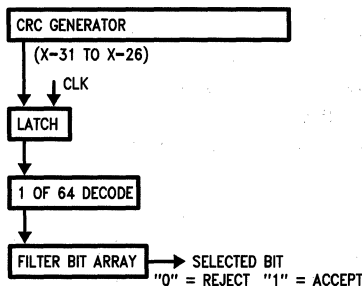 CRC GENERATOR
(X-31 TO X-26)
CLK
LATCH
1 OF 64 DECODE
FILTER BIT ARRAY
SELECTED BIT
"0" = REJECT "1" = ACCEPT